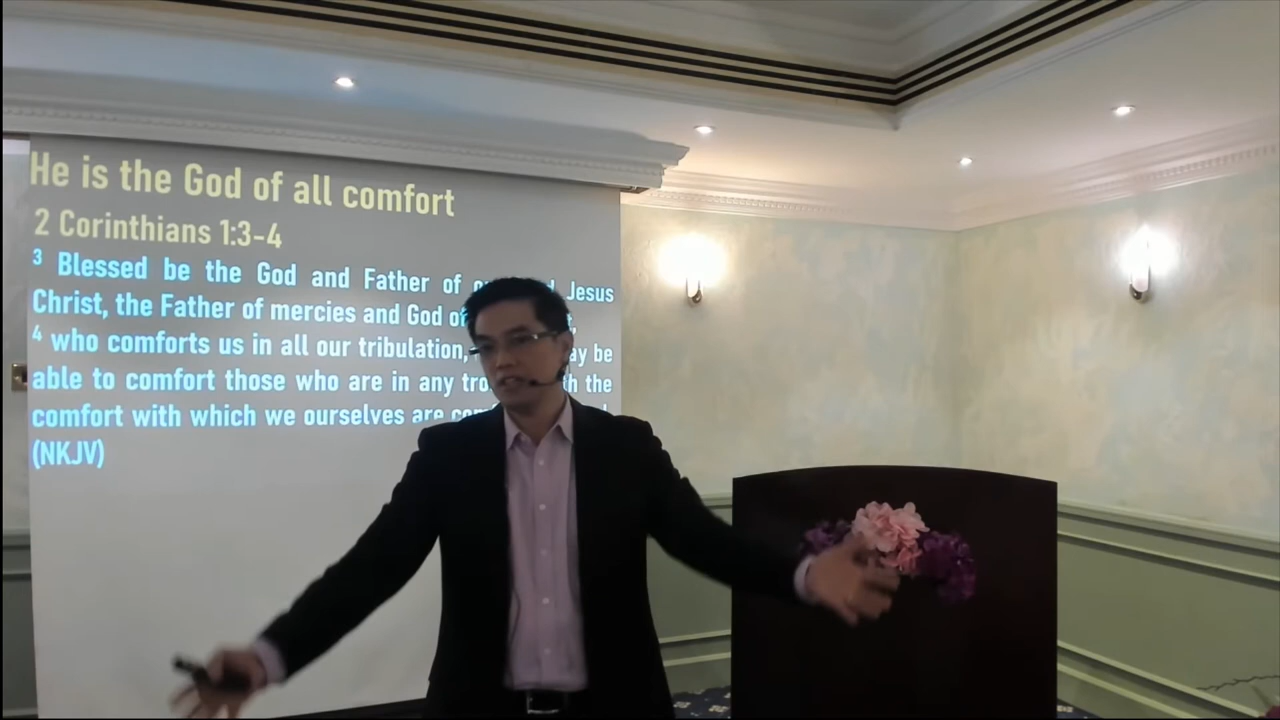 He is the God of all comfort
2 Corinthians 1:3-4
3 Blessed be the God and Father of Jesus
Christ, the Father of mercies and God of
4 who comforts us in all our tribulation, may be
able to comfort those who are in any the
comfort with which we ourselves are
(NKJV)